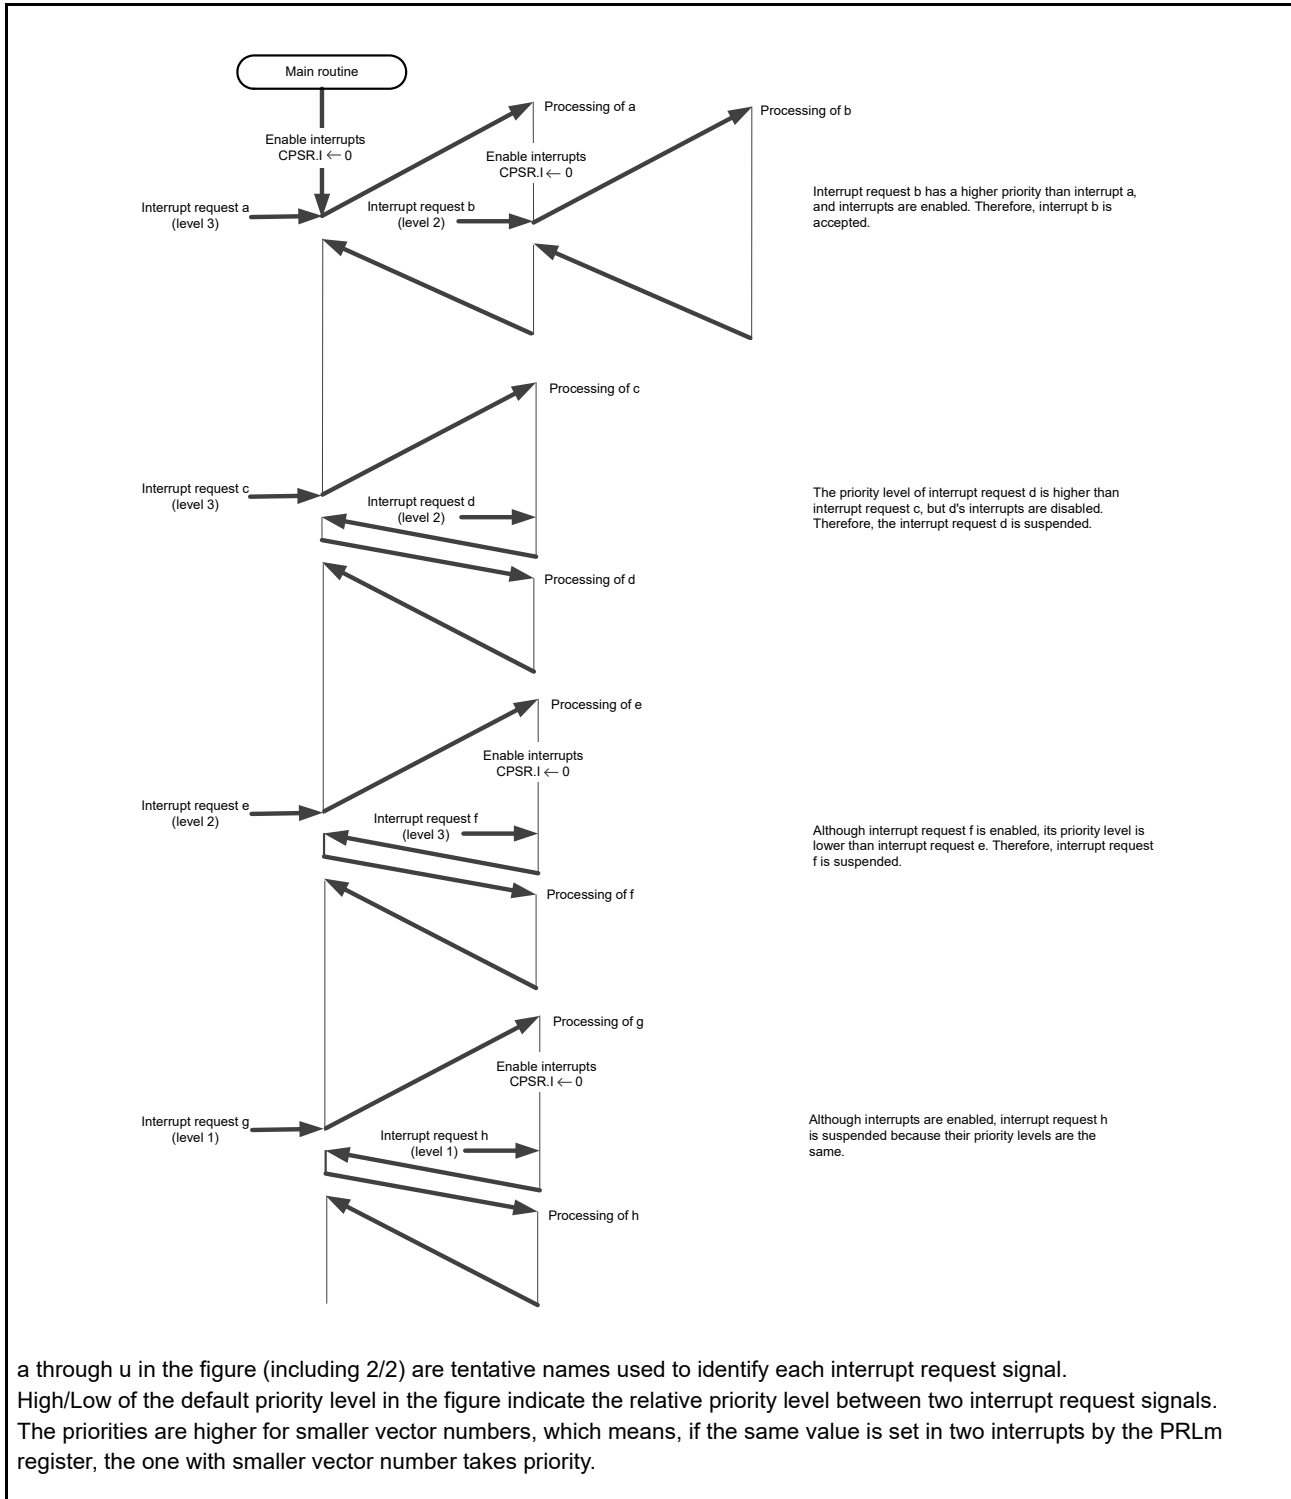 Main routine
Processing of a
Processing of b
Enable interrupts
CPSR.I ← 0
Enable interrupts
CPSR.I ← 0
Interrupt request a
(level 3)
Interrupt request b
(level 2)
Interrupt request b has a higher priority than interrupt a,
and interrupts are enabled. Therefore, interrupt b is
accepted.
Processing of c
Interrupt request c
(level 3)
Interrupt request d
(level 2)
The priority level of interrupt request d is higher than
interrupt request c, but d's interrupts are disabled.
Therefore, the interrupt request d is suspended.
Processing of d
Processing of e
Enable interrupts
CPSR.I ← 0
Interrupt request e
(level 2)
Interrupt request f
(level 3)
Although interrupt request f is enabled, its priority level is
lower than interrupt request e. Therefore, interrupt request
f is suspended.
Processing of f
Processing of g
Enable interrupts
CPSR.I ← 0
Interrupt request g
(level 1)
Interrupt request h
(level 1)
Although interrupts are enabled, interrupt request h
is suspended because their priority levels are the
same.
Processing of h
a through u in the figure (including 2/2) are tentative names used to identify each interrupt request signal.
High/Low of the default priority level in the figure indicate the relative priority level between two interrupt request signals.
The priorities are higher for smaller vector numbers, which means, if the same value is set in two interrupts by the PRLm
register, the one with smaller vector number takes priority.